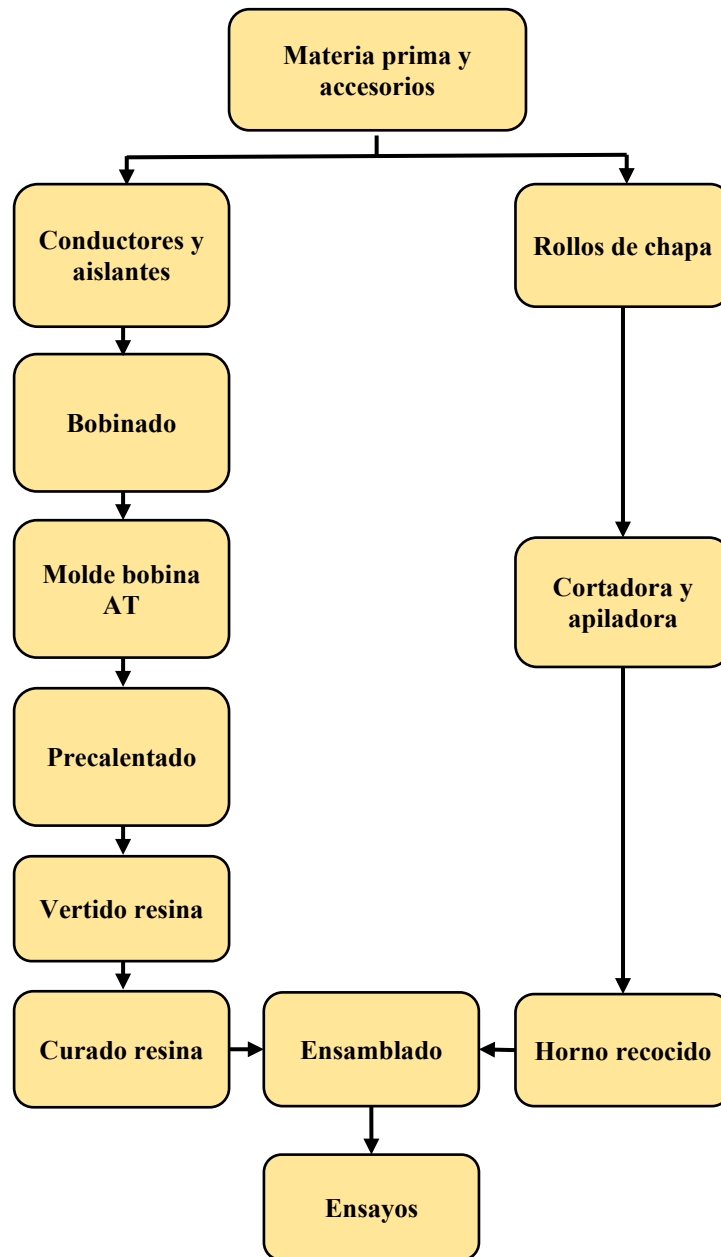 Materia prima y
accesorios
Conductores y
aislantes
Rollos de chapa
Bobinado
Molde bobina
AT
Cortadora y
apiladora
Precalentado
Vertido resina
Curado resina
Ensamblado
Horno recocido
Ensayos